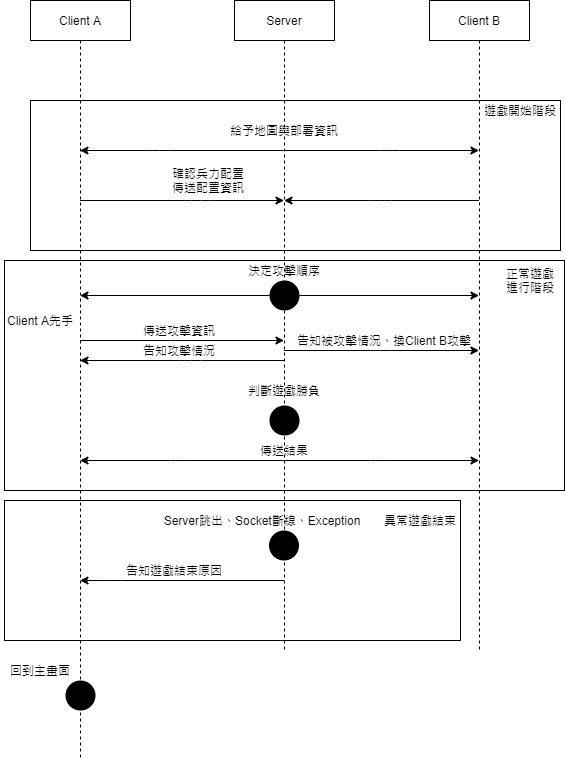 Client A
Server
Client B
遊戲開始階段
給予地圖與部署資訊
確認兵力配置
傳送配置資訊
決定攻擊順序
正常遊戲
進行階段
Client A先手
傳送攻擊資訊
告知被攻擊情況、換Client B攻擊
告知攻擊情況
判斷遊戲勝負
傳送結果
Server跳出、Socket斷線、Exception
異常遊戲結束
告知遊戲結束原因
回到主畫面